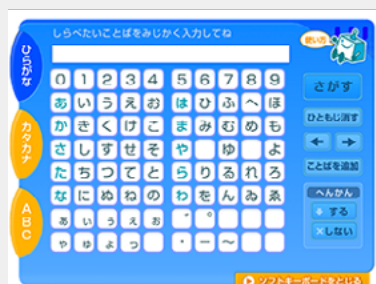 しらべたいことばをみじかく入力してね
使い方
ひらがな
カタカナ
ABC
0 1 2 3 4 5 6 7 8 9
あ い う え お は ひ ふ へ ほ
か き く け こ ま み む め も
さ し す せ そ や ゆ よ
た ち つ て と ら り る れ ろ
な に ぬ ね の わ を ん ゐ ゑ
ぁ ぃ ぅ ぇ ぉ ゛ ゜
ゃ ゅ ょ っ ・ ー 〜
さがす
ひともじ消す
← →
ことばを追加
へんかん
↓ する
×しない
ソフトキーボードをとじる